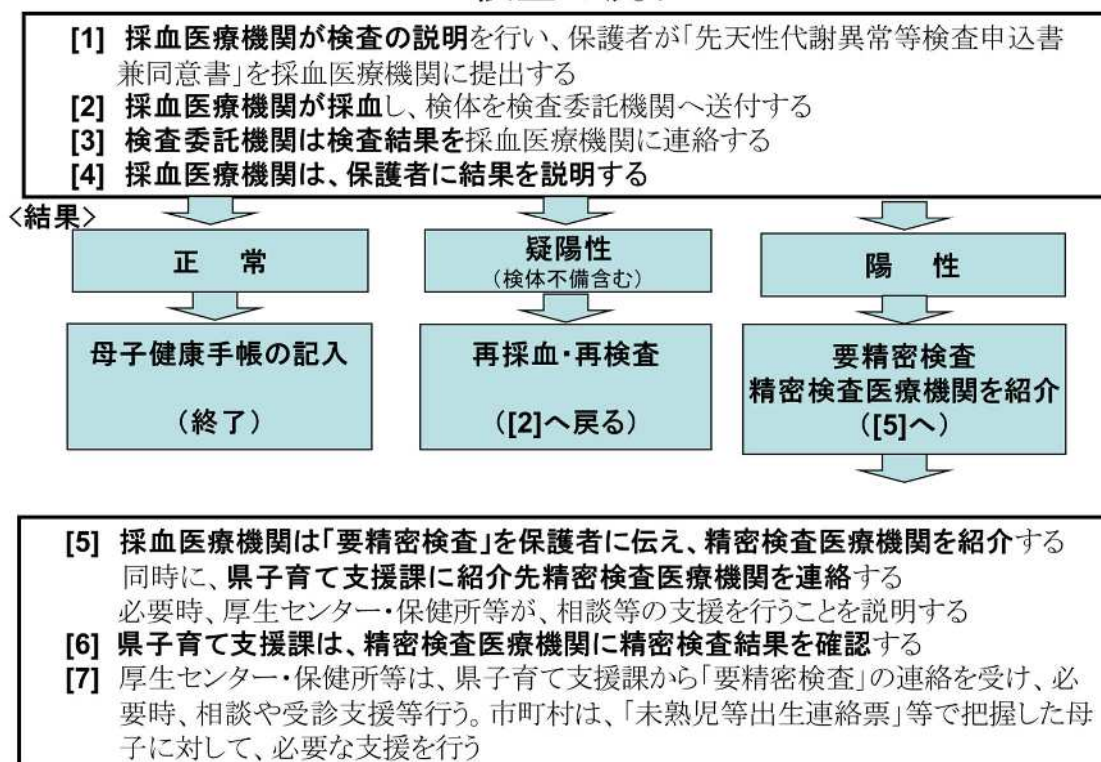 [1] 採血医療機関が検査の説明を行い、保護者が「先天性代謝異常等検査申込書
兼同意書」を採血医療機関に提出する
[2] 採血医療機関が採血し、検体を検査委託機関へ送付する
[3] 検査委託機関は検査結果を採血医療機関に連絡する
[4] 採血医療機関は、保護者に結果を説明する
<結果>
正 常
疑陽性
(検体不備含む)
陽 性
母子健康手帳の記入
(終了)
再採血・再検査
([2]へ戻る)
要精密検査
精密検査医療機関を紹介
([5]へ)
[5] 採血医療機関は「要精密検査」を保護者に伝え、精密検査医療機関を紹介する
同時に、県子育て支援課に紹介先精密検査医療機関を連絡する
必要時、厚生センター・保健所等が、相談等の支援を行うことを説明する
[6] 県子育て支援課は、精密検査医療機関に精密検査結果を確認する
[7] 厚生センター・保健所等は、県子育て支援課から「要精密検査」の連絡を受け、必
要時、相談や受診支援等行う。市町村は、「未熟児等出生連絡票」等で把握した母
子に対して、必要な支援を行う